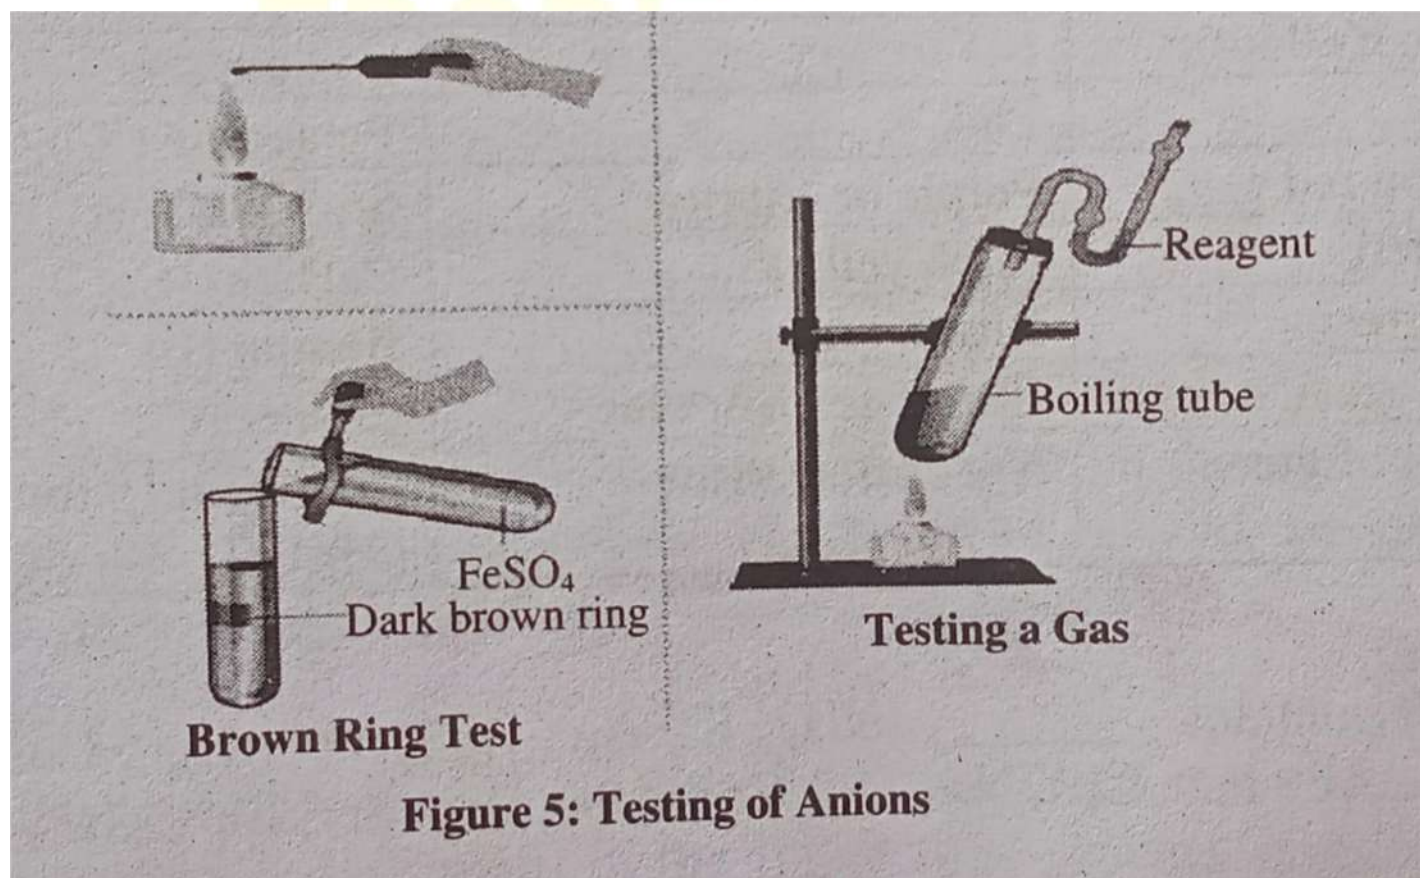 Reagent
Boiling tube
FeSO₄
Dark brown ring
Testing a Gas
Brown Ring Test
Figure 5: Testing of Anions